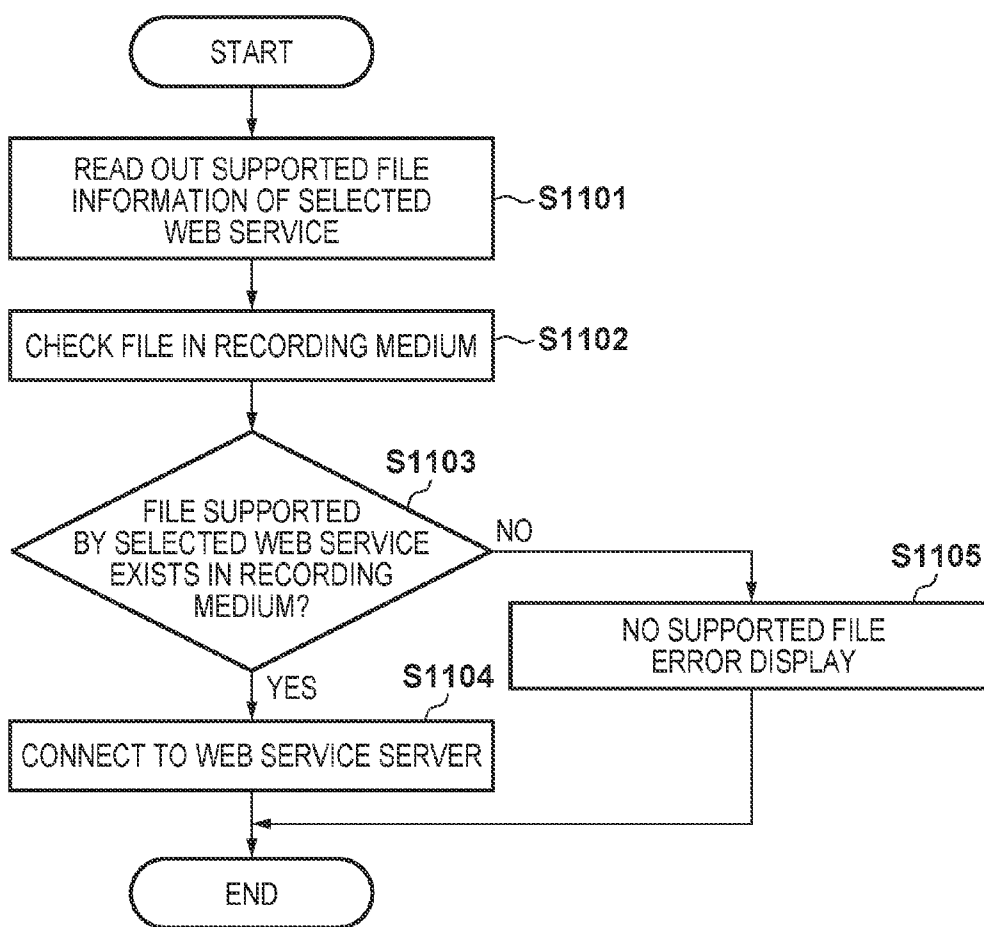 START
READ OUT SUPPORTED FILE
INFORMATION OF SELECTED
WEB SERVICE
S1101
CHECK FILE IN RECORDING MEDIUM
S1102
S1103
FILE SUPPORTED
BY SELECTED WEB SERVICE
EXISTS IN RECORDING
MEDIUM?
NO
S1105
NO SUPPORTED FILE
ERROR DISPLAY
YES
S1104
CONNECT TO WEB SERVICE SERVER
END